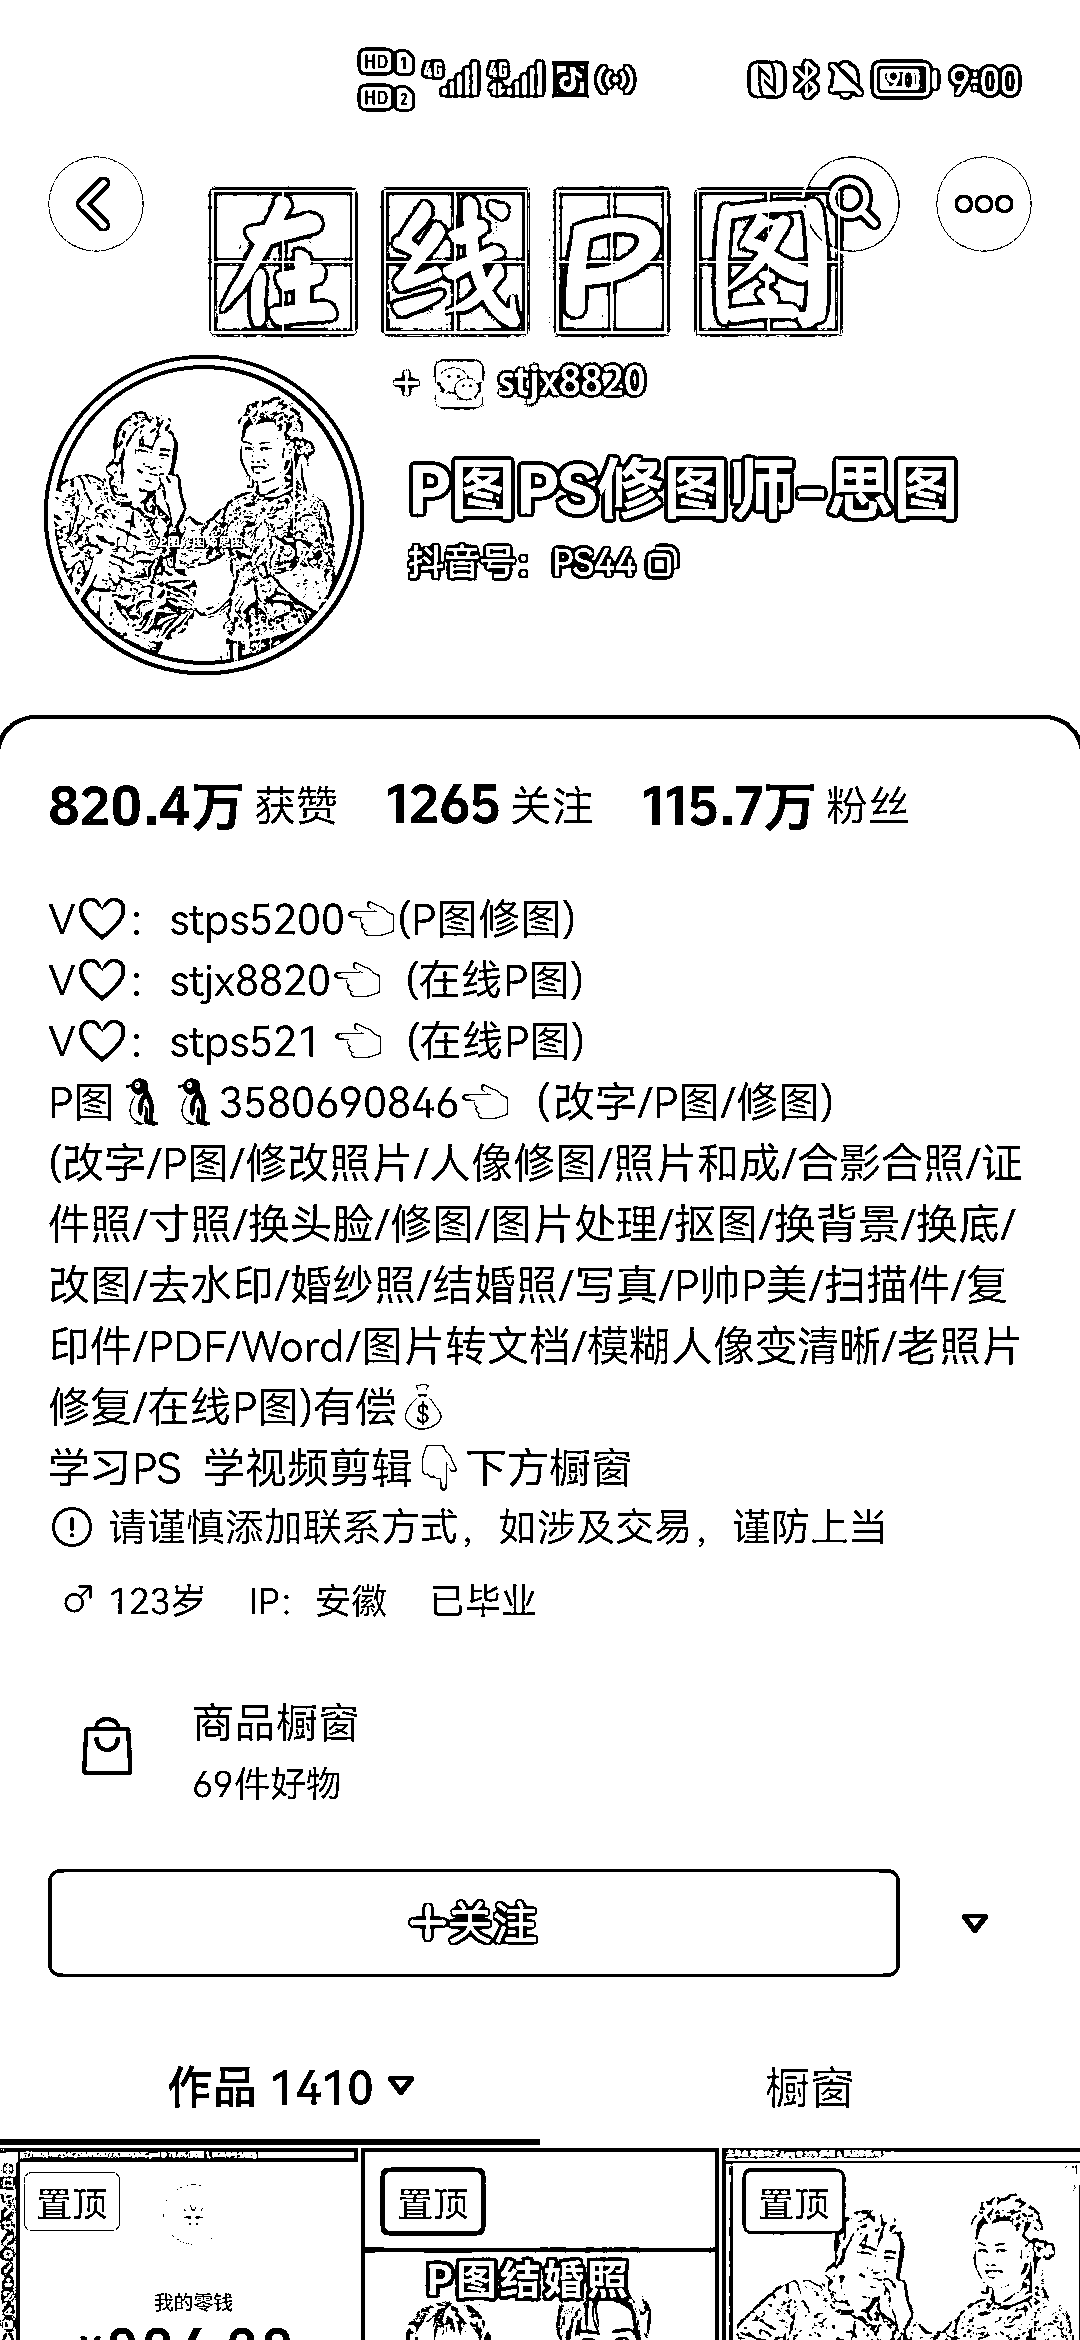 HD 1
HD 2
4G 4G 90 9:00
在线P图
+ stjx8820
P图PS修图师-思图
抖音号：PS44
820.4万 获赞 1265 关注 115.7万 粉丝
V♡：stps5200👈(P图修图)
V♡：stjx8820👈 (在线P图)
V♡：stps521 👈 (在线P图)
P图🐧🐧3580690846👈（改字/P图/修图)
(改字/P图/修改照片/人像修图/照片和成/合影合照/证
件照/寸照/换头脸/修图/图片处理/抠图/换背景/换底/
改图/去水印/婚纱照/结婚照/写真/P帅P美/扫描件/复
印件/PDF/Word/图片转文档/模糊人像变清晰/老照片
修复/在线P图)有偿💰
学习PS 学视频剪辑👇下方橱窗
请谨慎添加联系方式，如涉及交易，谨防上当
♂ 123岁 IP：安徽 已毕业
商品橱窗
69件好物
+关注
作品 1410 橱窗
置顶 置顶 置顶
P图结婚照
我的零钱